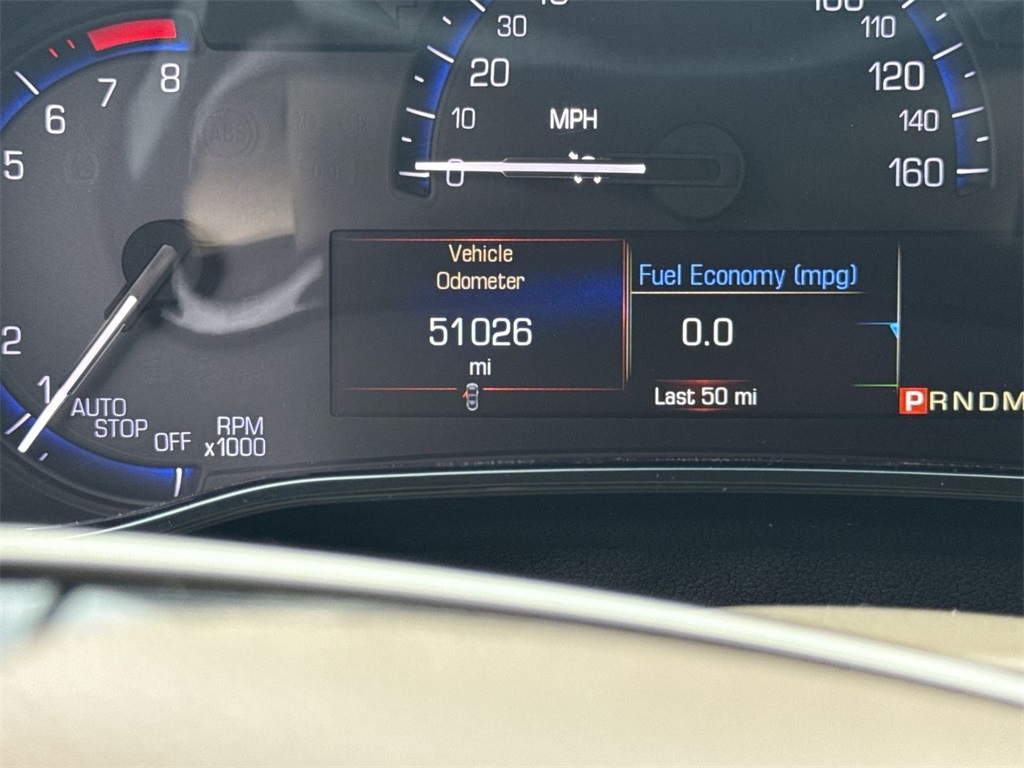 30
110
7
8
20
120
6
10
MPH
140
5
0
160
Vehicle
Odometer
Fuel Economy (mpg)
51026
0.0
2
mi
1
Last 50 mi
PRNDM
AUTO
STOP
OFF
RPM
x1000